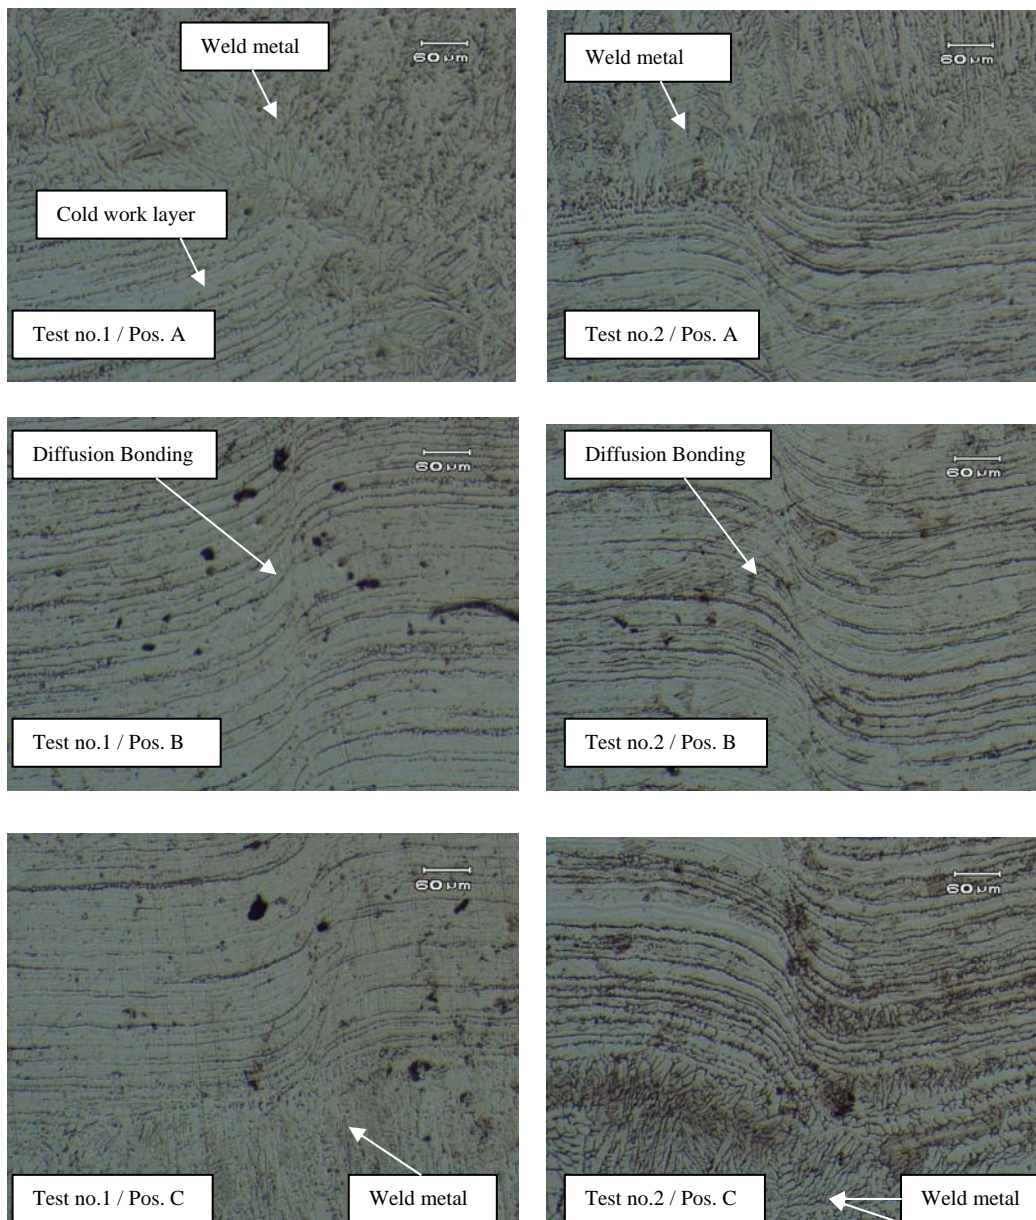 Weld metal
60 µm
Cold work layer
Test no.1 / Pos. A
Weld metal
60 µm
Test no.2 / Pos. A
Diffusion Bonding
60 µm
Test no.1 / Pos. B
Diffusion Bonding
60 µm
Test no.2 / Pos. B
60 µm
Test no.1 / Pos. C
Weld metal
60 µm
Test no.2 / Pos. C
Weld metal